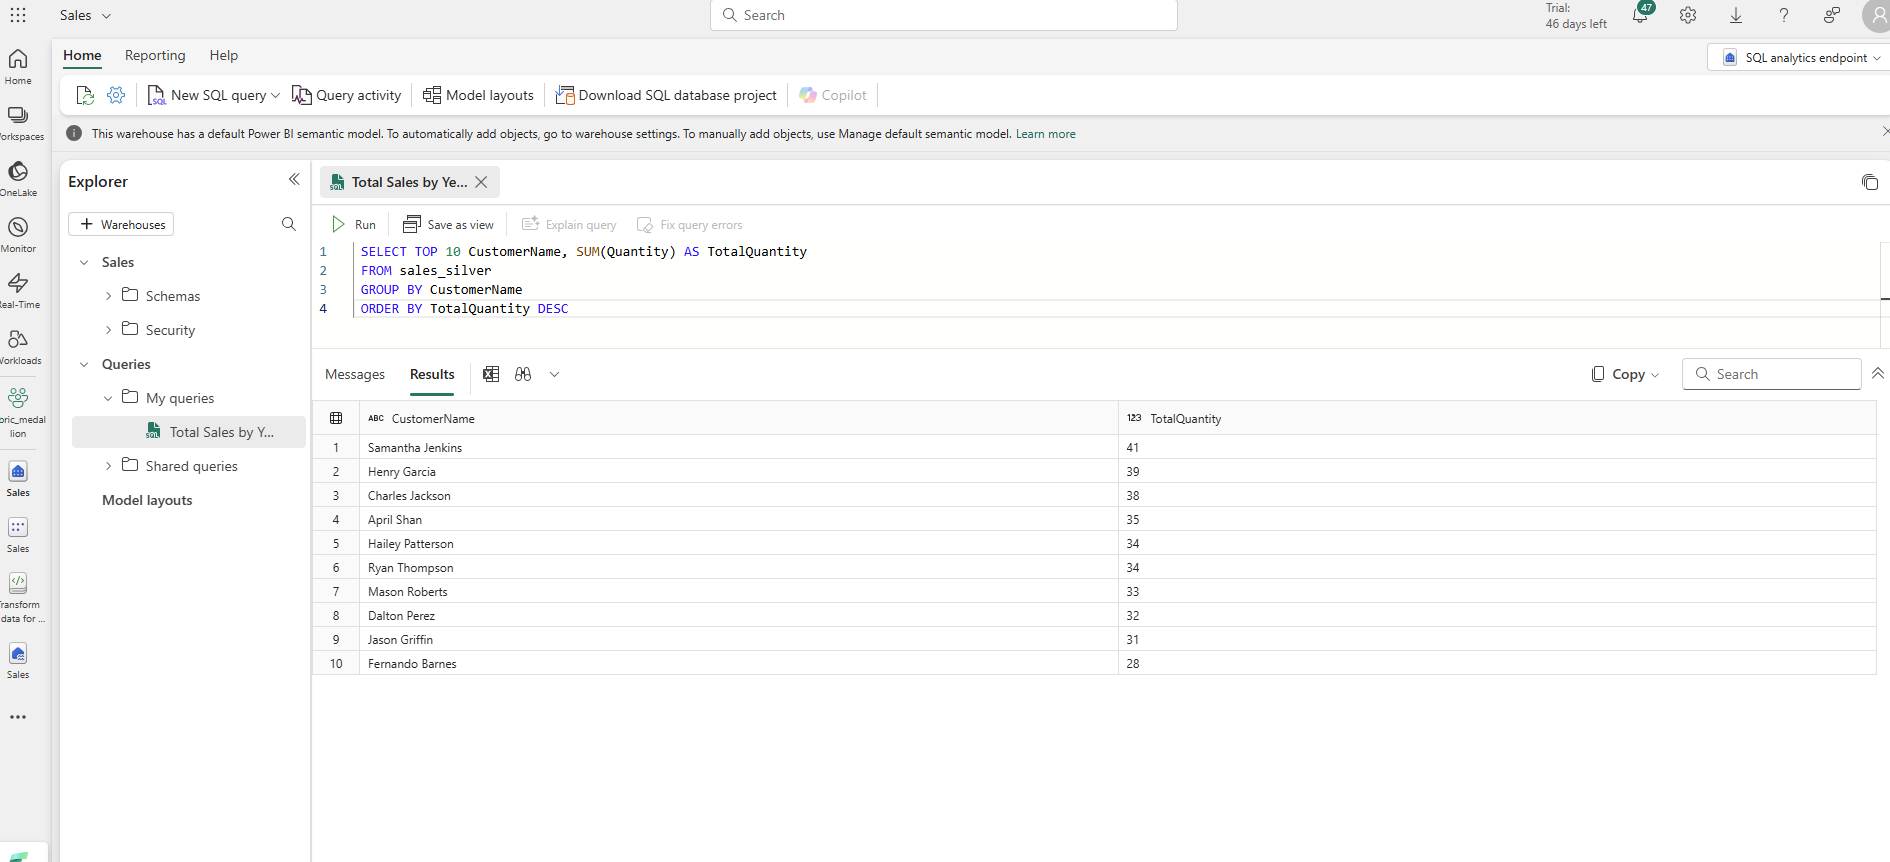 Sales
Search
Trial:
46 days left
47
Home
Reporting
Help
SQL analytics endpoint
New SQL query
Query activity
Model layouts
Download SQL database project
Copilot
This warehouse has a default Power BI semantic model. To automatically add objects, go to warehouse settings. To manually add objects, use Manage default semantic model. Learn more
Home
orkspaces
OneLake
Monitor
Real-Time
Workloads
bric_medal
lion
Sales
Sales
Transform
data for ...
Sales
Explorer
Warehouses
Sales
Schemas
Security
Queries
My queries
Total Sales by Y...
Shared queries
Model layouts
Total Sales by Ye...
Run
Save as view
Explain query
Fix query errors
1 SELECT TOP 10 CustomerName, SUM(Quantity) AS TotalQuantity
2 FROM sales_silver
3 GROUP BY CustomerName
4 ORDER BY TotalQuantity DESC
Messages
Results
Copy
Search
ABC CustomerName 123 TotalQuantity
1 Samantha Jenkins 41
2 Henry Garcia 39
3 Charles Jackson 38
4 April Shan 35
5 Hailey Patterson 34
6 Ryan Thompson 34
7 Mason Roberts 33
8 Dalton Perez 32
9 Jason Griffin 31
10 Fernando Barnes 28